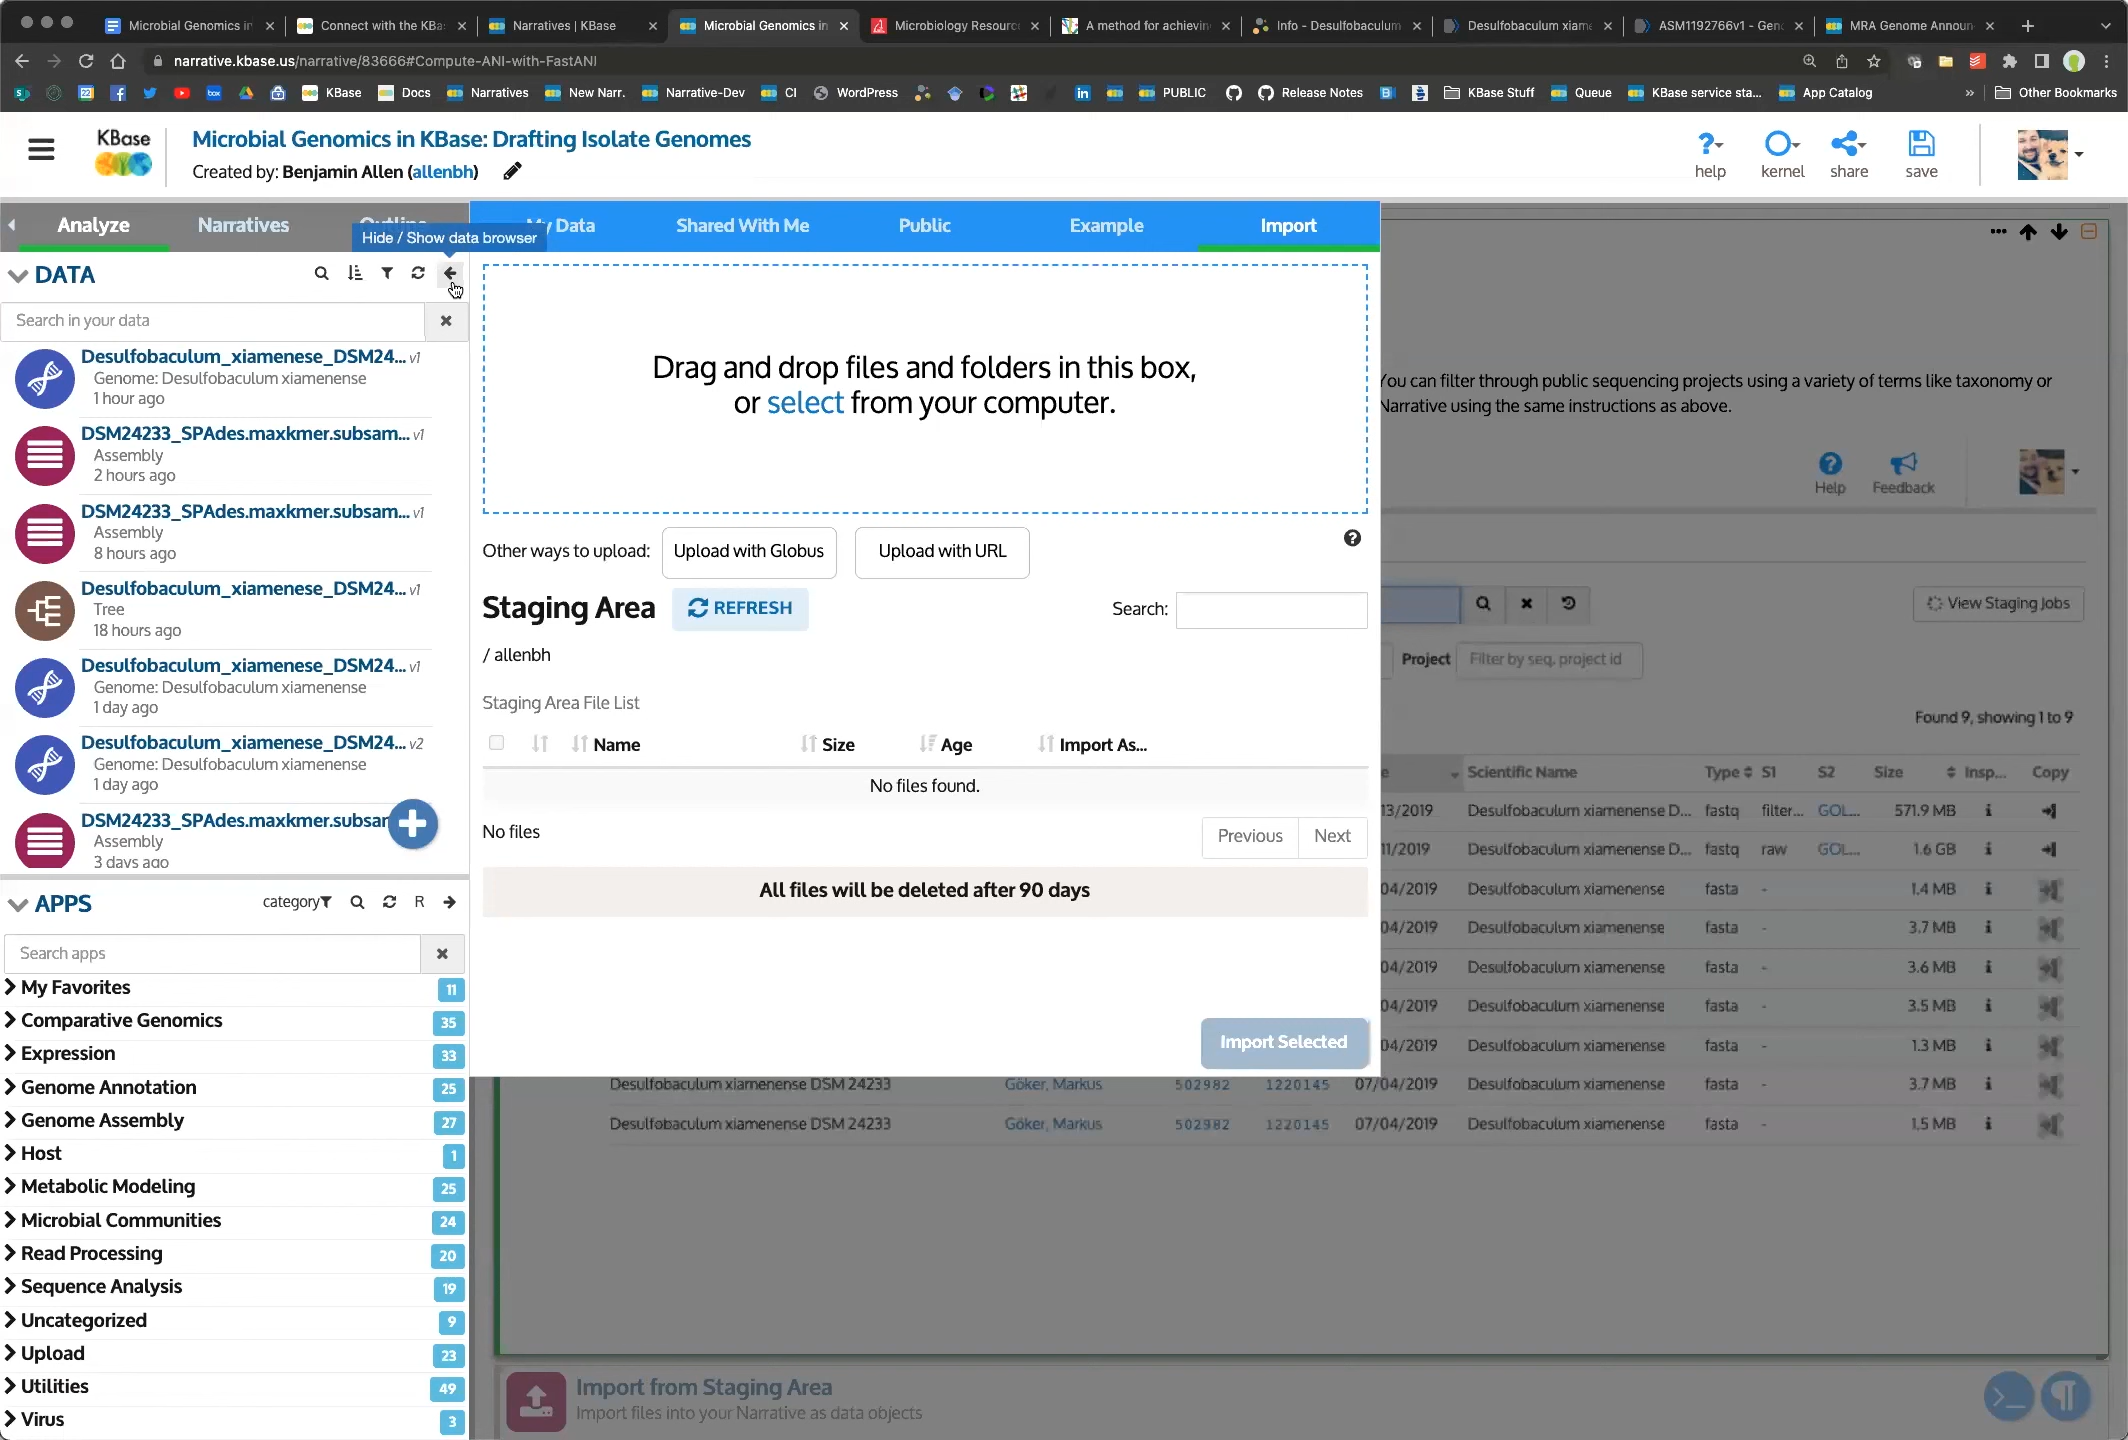 Microbial Genomics in
Connect with the KBa
Narratives | KBase
Microbial Genomics in
Microbiology Resourc
A method for achievin
Info - Desulfobaculum
Desulfobaculum xiame
ASM1192766v1 - Gen
MRA Genome Announ
narrative.kbase.us/narrative/83666#Compute-ANI-with-FastANI
KBase
Docs
Narratives
New Narr.
Narrative-Dev
CI
WordPress
PUBLIC
Release Notes
KBase Stuff
Queue
KBase service sta...
App Catalog
»
Other Bookmarks
KBase
Microbial Genomics in KBase: Drafting Isolate Genomes
Created by: Benjamin Allen (allenbh)
help
kernel
share
save
Analyze
Narratives
Outline
Hide / Show data browser
My Data
Shared With Me
Public
Example
Import
DATA
Search in your data
Desulfobaculum_xiamenese_DSM24... v1
Genome: Desulfobaculum xiamenense
1 hour ago
DSM24233_SPAdes.maxkmer.subsam... v1
Assembly
2 hours ago
DSM24233_SPAdes.maxkmer.subsam... v1
Assembly
8 hours ago
Desulfobaculum_xiamenese_DSM24... v1
Tree
18 hours ago
Desulfobaculum_xiamenese_DSM24... v1
Genome: Desulfobaculum xiamenense
1 day ago
Desulfobaculum_xiamenese_DSM24... v2
Genome: Desulfobaculum xiamenense
1 day ago
DSM24233_SPAdes.maxkmer.subsar
Assembly
3 days ago
APPS
category
R
Search apps
My Favorites 11
Comparative Genomics 35
Expression 33
Genome Annotation 25
Genome Assembly 27
Host 1
Metabolic Modeling 25
Microbial Communities 24
Read Processing 20
Sequence Analysis 19
Uncategorized 9
Upload 23
Utilities 49
Virus 3
Drag and drop files and folders in this box,
or select from your computer.
Other ways to upload:
Upload with Globus
Upload with URL
Staging Area
REFRESH
Search:
/ allenbh
Staging Area File List
Name
Size
Age
Import As...
No files found.
No files
Previous
Next
All files will be deleted after 90 days
Import Selected
You can filter through public sequencing projects using a variety of terms like taxonomy or
Narrative using the same instructions as above.
Help
Feedback
View Staging Jobs
Project
Filter by seq. project id
Found 9, showing 1 to 9
e Scientific Name Type S1 S2 Size Insp... Copy
13/2019 Desulfobaculum xiamenense D... fastq filter... GOL... 571.9 MB i
11/2019 Desulfobaculum xiamenense D... fastq raw GOL... 1.6 GB i
04/2019 Desulfobaculum xiamenense fasta - 1.4 MB i
04/2019 Desulfobaculum xiamenense fasta - 3.7 MB i
04/2019 Desulfobaculum xiamenense fasta - 3.6 MB i
04/2019 Desulfobaculum xiamenense fasta - 3.5 MB i
04/2019 Desulfobaculum xiamenense fasta - 1.3 MB i
Desulfobaculum xiamenense DSM 24233 Göker, Markus 502982 1220145 07/04/2019 Desulfobaculum xiamenense fasta - 3.7 MB i
Desulfobaculum xiamenense DSM 24233 Göker, Markus 502982 1220145 07/04/2019 Desulfobaculum xiamenense fasta - 1.5 MB i
Import from Staging Area
Import files into your Narrative as data objects